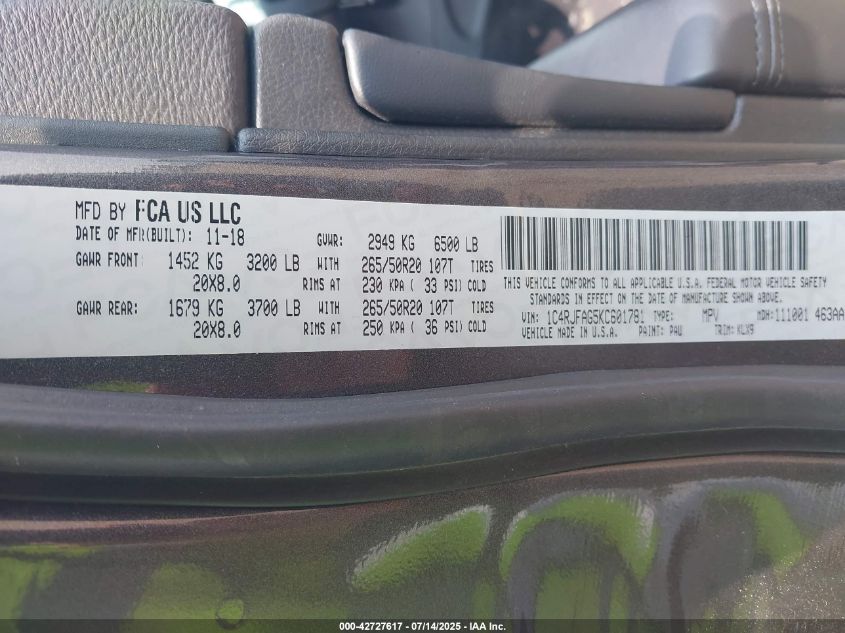 MFD BY FCA US LLC
DATE OF MFR(BUILT): 11-18 GVWR: 2949 KG 6500 LB
GAWR FRONT: 1452 KG 3200 LB WITH 265/50R20 107T TIRES
20X8.0 RIMS AT 230 KPA ( 33 PSI) COLD
GAWR REAR: 1679 KG 3700 LB WITH 265/50R20 107T TIRES
20X8.0 RIMS AT 250 KPA ( 36 PSI) COLD
THIS VEHICLE CONFORMS TO ALL APPLICABLE U.S.A. FEDERAL MOTOR VEHICLE SAFETY
STANDARDS IN EFFECT ON THE DATE OF MANUFACTURE SHOWN ABOVE.
VIN: 1C4RJFAG5KC601781 TYPE: MPV MDH: 111001 463AA
MADE IN U.S.A. PAINT: PAU TRIM: KLX9
000-42727617 - 07/14/2025 - IAA Inc.